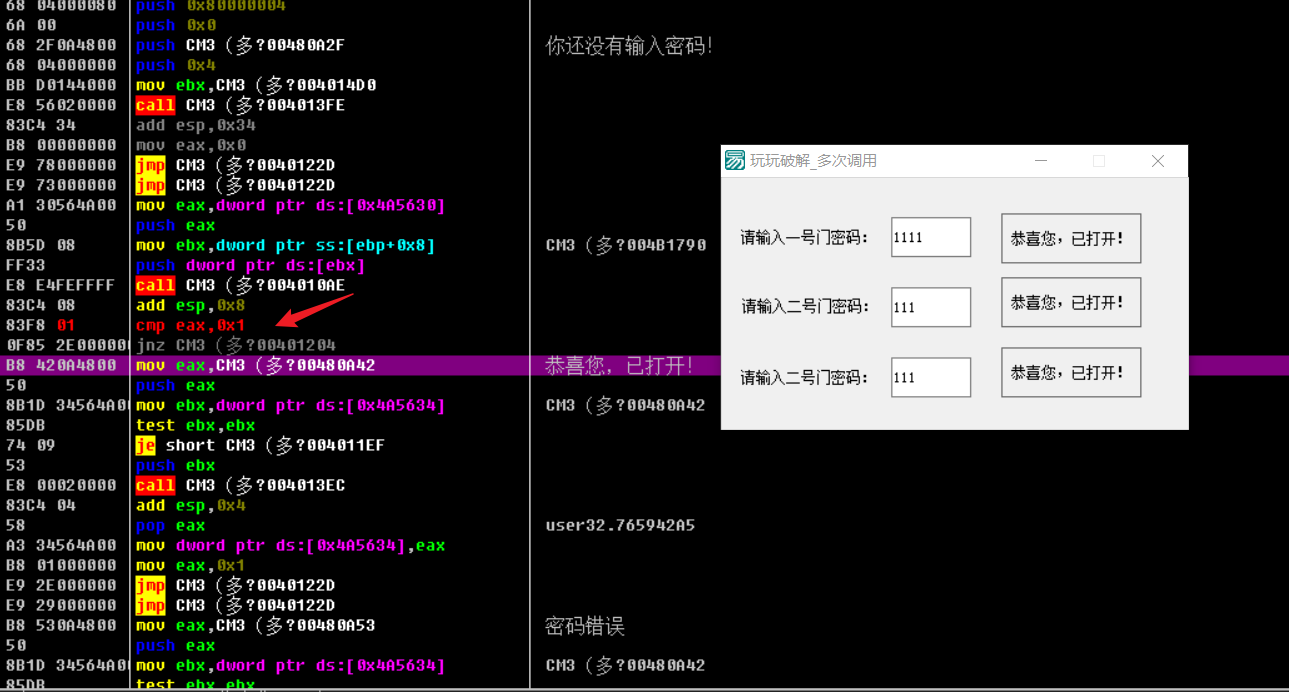 68 04000080 push 0x80000004
6A 00 push 0x0
68 2F0A4800 push CM3 (多?00480A2F 你还没有输入密码!
68 04000000 push 0x4
BB D0144000 mov ebx,CM3 (多?004014D0
E8 56020000 call CM3 (多?004013FE
83C4 34 add esp,0x34
B8 00000000 mov eax,0x0
E9 78000000 jmp CM3 (多?0040122D
E9 73000000 jmp CM3 (多?0040122D
A1 30564A00 mov eax,dword ptr ds:[0x4A5630]
50 push eax
8B5D 08 mov ebx,dword ptr ss:[ebp+0x8] CM3 (多?004B1790
FF33 push dword ptr ds:[ebx]
E8 E4FEFFFF call CM3 (多?004010AE
83C4 08 add esp,0x8
83F8 01 cmp eax,0x1
0F85 2E000000 jnz CM3 (多?00401204
B8 420A4800 mov eax,CM3 (多?00480A42 恭喜您，已打开!
50 push eax
8B1D 34564A0 mov ebx,dword ptr ds:[0x4A5634] CM3 (多?00480A42
85DB test ebx,ebx
74 09 je short CM3 (多?004011EF
53 push ebx
E8 00020000 call CM3 (多?004013EC
83C4 04 add esp,0x4
58 pop eax user32.765942A5
A3 34564A00 mov dword ptr ds:[0x4A5634],eax
B8 01000000 mov eax,0x1
E9 2E000000 jmp CM3 (多?0040122D
E9 29000000 jmp CM3 (多?0040122D
B8 530A4800 mov eax,CM3 (多?00480A53 密码错误
50 push eax
8B1D 34564A0 mov ebx,dword ptr ds:[0x4A5634] CM3 (多?00480A42
85DB test ebx,ebx
易 玩玩破解_多次调用
请输入一号门密码： 1111 恭喜您，已打开!
请输入二号门密码： 111 恭喜您，已打开!
请输入二号门密码： 111 恭喜您，已打开!